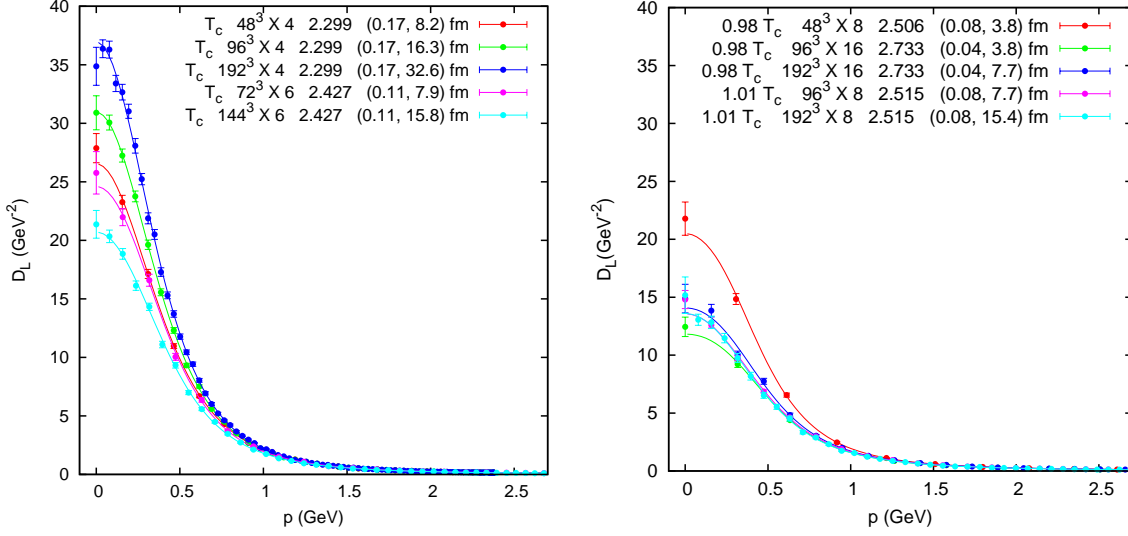 T_c 48^3 X 4 2.299 (0.17, 8.2) fm
T_c 96^3 X 4 2.299 (0.17, 16.3) fm
T_c 192^3 X 4 2.299 (0.17, 32.6) fm
T_c 72^3 X 6 2.427 (0.11, 7.9) fm
T_c 144^3 X 6 2.427 (0.11, 15.8) fm
40
35
30
25
20
15
10
5
0
D_L (GeV^-2)
0 0.5 1 1.5 2 2.5
p (GeV)
0.98 T_c 48^3 X 8 2.506 (0.08, 3.8) fm
0.98 T_c 96^3 X 16 2.733 (0.04, 3.8) fm
0.98 T_c 192^3 X 16 2.733 (0.04, 7.7) fm
1.01 T_c 96^3 X 8 2.515 (0.08, 7.7) fm
1.01 T_c 192^3 X 8 2.515 (0.08, 15.4) fm
40
35
30
25
20
15
10
5
0
D_L(GeV^-2)
0 0.5 1 1.5 2 2.5
p (GeV)